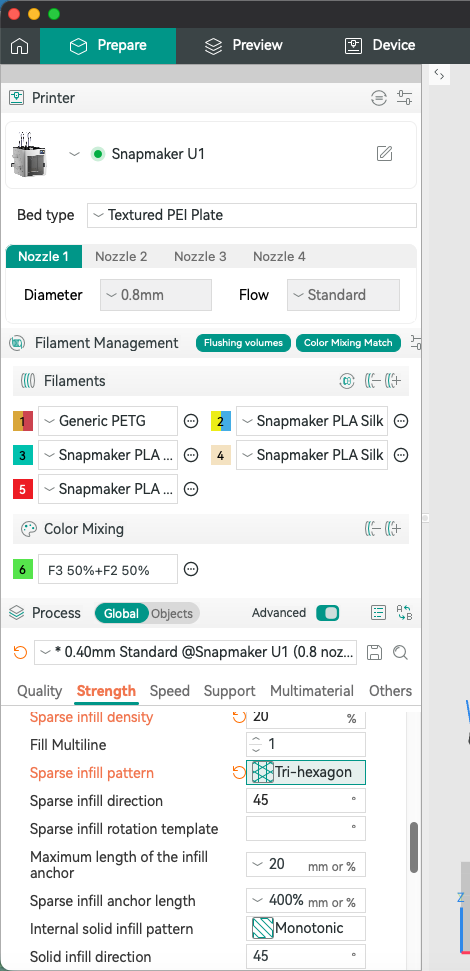 Prepare Preview Device
Printer
Snapmaker U1
Bed type Textured PEI Plate
Nozzle 1 Nozzle 2 Nozzle 3 Nozzle 4
Diameter 0.8mm Flow Standard
Filament Management Flushing volumes Color Mixing Match
Filaments
1 Generic PETG 2 Snapmaker PLA Silk
3 Snapmaker PLA ... 4 Snapmaker PLA Silk
5 Snapmaker PLA ...
Color Mixing
6 F3 50%+F2 50%
Process Global Objects Advanced
* 0.40mm Standard @Snapmaker U1 (0.8 noz...
Quality Strength Speed Support Multimaterial Others
Sparse infill density 20 %
Fill Multiline 1
Sparse infill pattern Tri-hexagon
Sparse infill direction 45 °
Sparse infill rotation template °
Maximum length of the infill
anchor 20 mm or %
Sparse infill anchor length 400% mm or %
Internal solid infill pattern Monotonic
Solid infill direction 45 °
Z